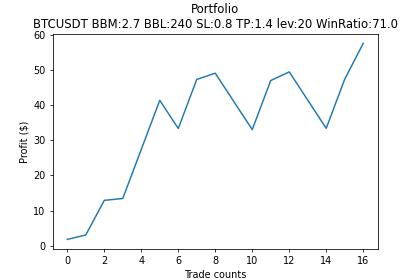 Portfolio
BTCUSDT BBM:2.7 BBL:240 SL:0.8 TP:1.4 lev:20 WinRatio:71.0
60
50
40
30
20
10
0
Profit ($)
0 2 4 6 8 10 12 14 16
Trade counts